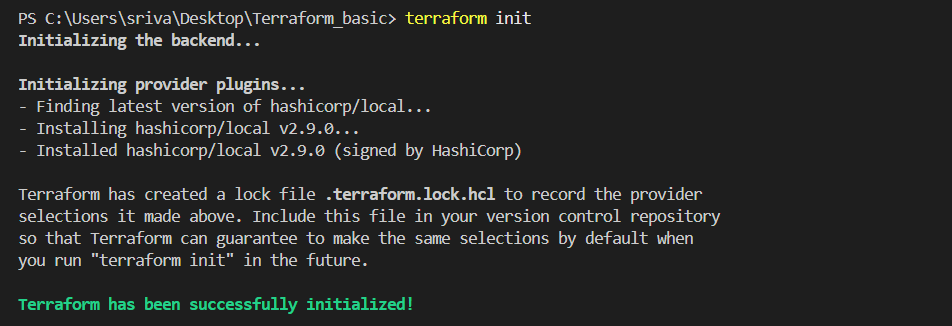 PS C:\Users\sriva\Desktop\Terraform_basic> terraform init
Initializing the backend...
Initializing provider plugins...
- Finding latest version of hashicorp/local...
- Installing hashicorp/local v2.9.0...
- Installed hashicorp/local v2.9.0 (signed by HashiCorp)
Terraform has created a lock file .terraform.lock.hcl to record the provider
selections it made above. Include this file in your version control repository
so that Terraform can guarantee to make the same selections by default when
you run "terraform init" in the future.
Terraform has been successfully initialized!